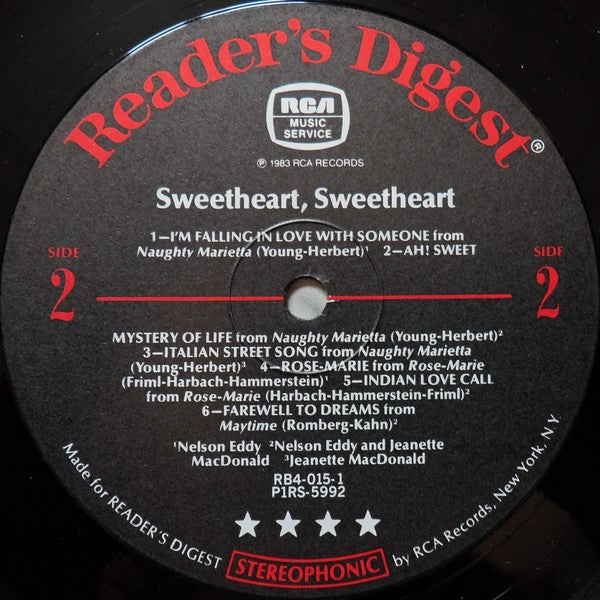 Reader's Digest®
RCA
MUSIC
SERVICE
℗ 1983 RCA RECORDS
Sweetheart, Sweetheart
1—I'M FALLING IN LOVE WITH SOMEONE from
Naughty Marietta (Young-Herbert)¹ 2—AH! SWEET
SIDE
2
SIDE
2
MYSTERY OF LIFE from Naughty Marietta (Young-Herbert)²
3—ITALIAN STREET SONG from Naughty Marietta
(Young-Herbert)³ 4—ROSE-MARIE from Rose-Marie
(Friml-Harbach-Hammerstein)¹ 5—INDIAN LOVE CALL
from Rose-Marie (Harbach-Hammerstein-Friml)²
6—FAREWELL TO DREAMS from
Maytime (Romberg-Kahn)²
¹Nelson Eddy ²Nelson Eddy and Jeanette
MacDonald ³Jeanette MacDonald
RB4-015-1
P1RS-5992
Made for READER'S DIGEST by RCA Records, New York, N.Y.
STEREOPHONIC